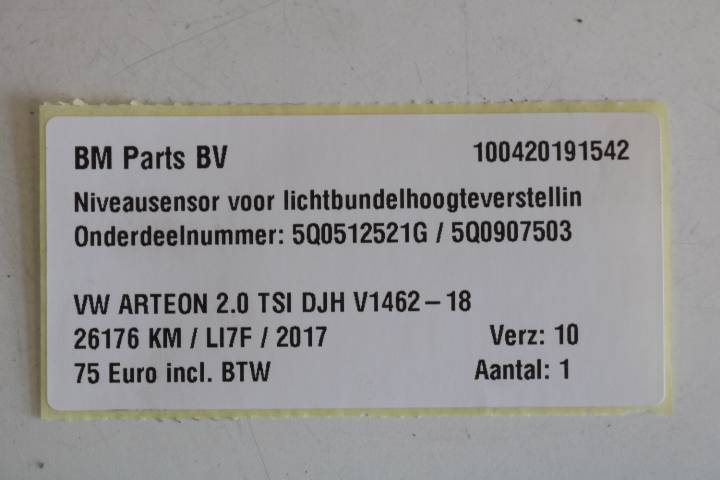 BM Parts BV 100420191542
Niveausensor voor lichtbundelhoogteverstellin
Onderdeelnummer: 5Q0512521G / 5Q0907503
VW ARTEON 2.0 TSI DJH V1462-18
26176 KM / LI7F / 2017 Verz: 10
75 Euro incl. BTW Aantal: 1